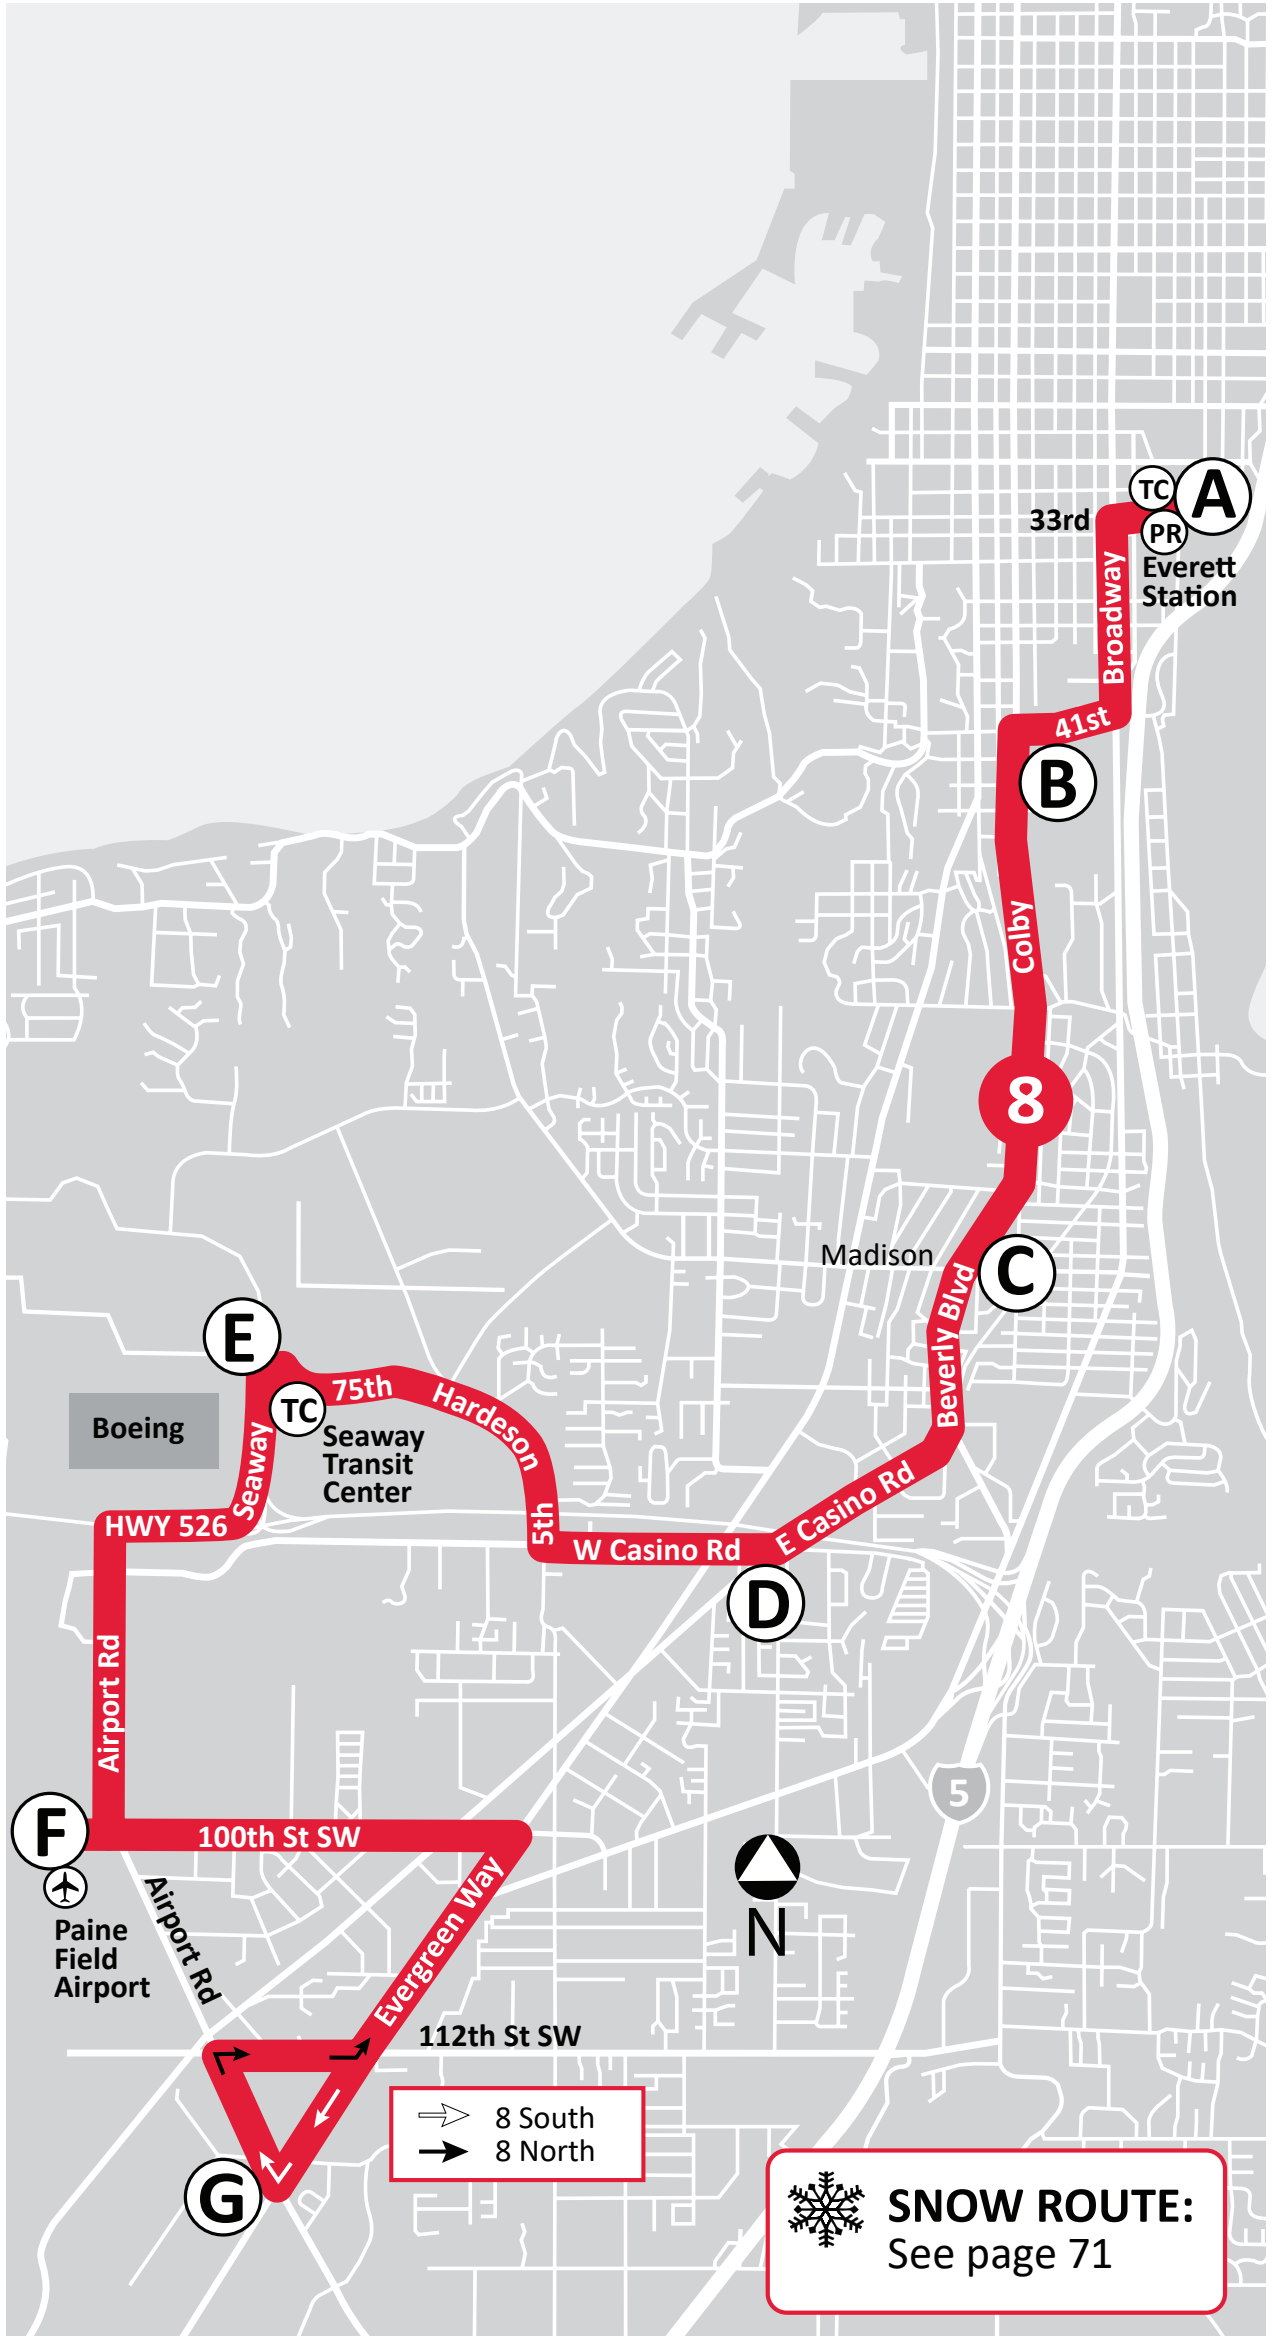 TC
A
33rd
PR
Everett
Station
Broadway
41st
B
Colby
8
Madison
C
Beverly Blvd
E
75th
Hardeson
Boeing
TC
Seaway
Transit
Center
Seaway
HWY 526
5th
W Casino Rd
E Casino Rd
D
Airport Rd
5
F
100th St SW
Paine
Field
Airport
Airport Rd
Evergreen Way
N
112th St SW
8 South
8 North
G
SNOW ROUTE:
See page 71